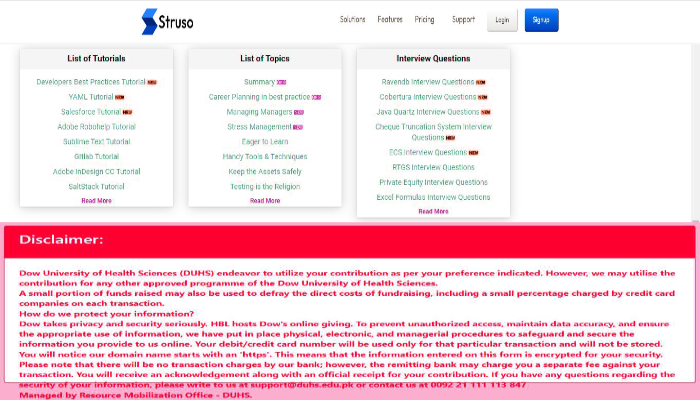 Struso
Solutions Features Pricing Support Login Signup
List of Tutorials
Developers Best Practices Tutorial NEW
YAML Tutorial NEW
Salesforce Tutorial NEW
Adobe Robohelp Tutorial
Sublime Text Tutorial
GItlab Tutorial
Adobe InDesign CC Tutorial
SaltStack Tutorial
Read More
List of Topics
Summary
Career Planning in best practice
Managing Managers
Stress Management
Eager to Learn
Handy Tools & Techniques
Keep the Assets Safely
Testing is the Religion
Read More
Interview Questions
Ravendb Interview Questions NEW
Cobertura Interview Questions NEW
Java Quartz Interview Questions NEW
Cheque Truncation System Interview
Questions NEW
ECS Interview Questions NEW
RTGS Interview Questions
Private Equity Interview Questions
Excel Formulas Interview Questions
Read More
Disclaimer:
Dow University of Health Sciences (DUHS) endeavor to utilize your contribution as per your preference indicated. However, we may utilise the
contribution for any other approved programme of the Dow University of Health Sciences.
A small portion of funds raised may also be used to defray the direct costs of fundraising, including a small percentage charged by credit card
companies on each transaction.
How do we protect your information?
Dow takes privacy and security seriously. HBL hosts Dow's online giving. To prevent unauthorized access, maintain data accuracy, and ensure
the appropriate use of information, we have put in place physical, electronic, and managerial procedures to safeguard and secure the
information you provide to us online. Your debit/credit card number will be used only for that particular transaction and will not be stored.
You will notice our domain name starts with an 'https'. This means that the information entered on this form is encrypted for your security.
Please note that there will be no transaction charges by our bank; however, the remitting bank may charge you a separate fee against your
transaction. You will receive an acknowledgement along with an official receipt for your contribution. If you have any questions regarding the
security of your information, please write to us at support@duhs.edu.pk or contact us at 0092 21 111 113 847
Managed by Resource Mobilization Office - DUHS.